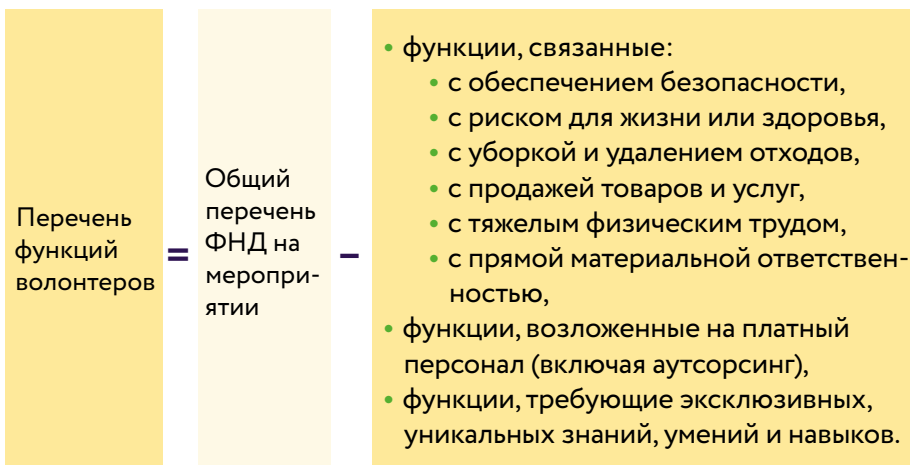 Перечень
функций
волонтеров
=
Общий
перечень
ФНД на
меропри-
ятии
–
• функции, связанные:
• с обеспечением безопасности,
• с риском для жизни или здоровья,
• с уборкой и удалением отходов,
• с продажей товаров и услуг,
• с тяжелым физическим трудом,
• с прямой материальной ответствен-
ностью,
• функции, возложенные на платный
персонал (включая аутсорсинг),
• функции, требующие эксклюзивных,
уникальных знаний, умений и навыков.